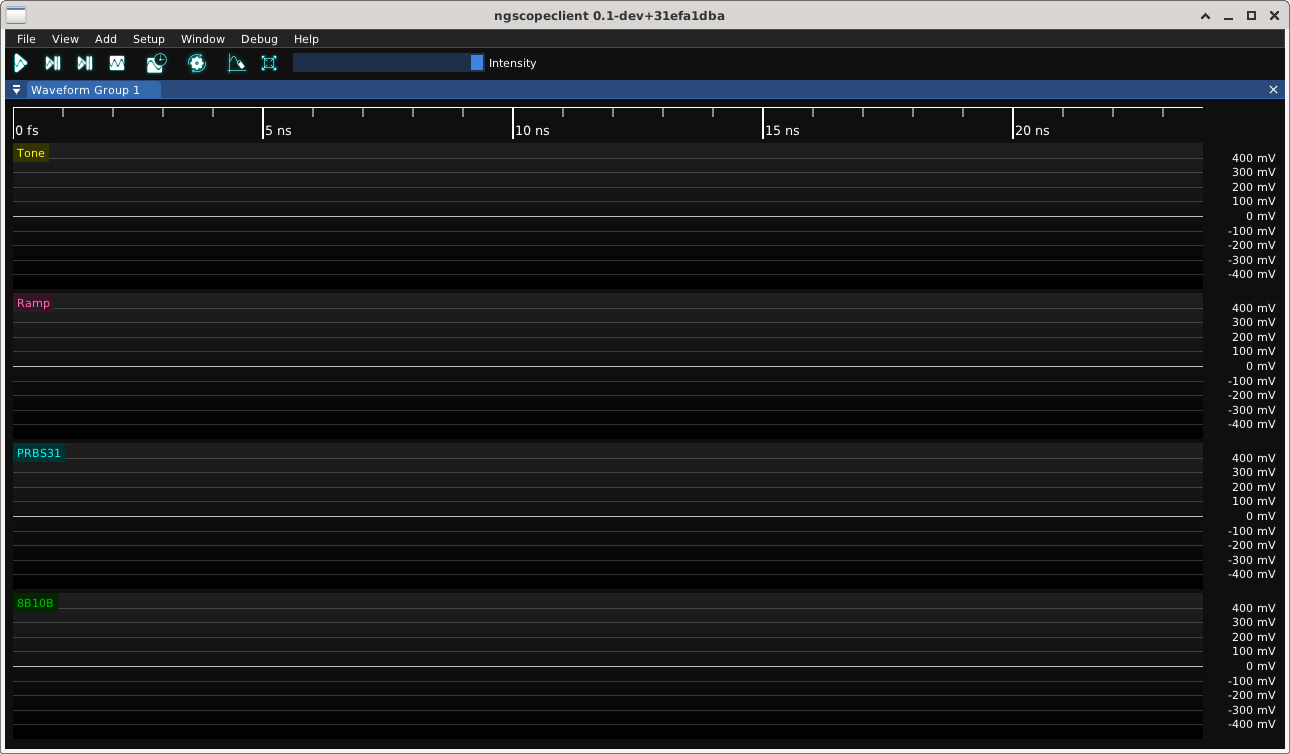 ngscopeclient 0.1-dev+31efa1dba
File View Add Setup Window Debug Help
Intensity
Waveform Group 1
0 fs 5 ns 10 ns 15 ns 20 ns
Tone
400 mV
300 mV
200 mV
100 mV
0 mV
-100 mV
-200 mV
-300 mV
-400 mV
Ramp
400 mV
300 mV
200 mV
100 mV
0 mV
-100 mV
-200 mV
-300 mV
-400 mV
PRBS31
400 mV
300 mV
200 mV
100 mV
0 mV
-100 mV
-200 mV
-300 mV
-400 mV
8B10B
400 mV
300 mV
200 mV
100 mV
0 mV
-100 mV
-200 mV
-300 mV
-400 mV